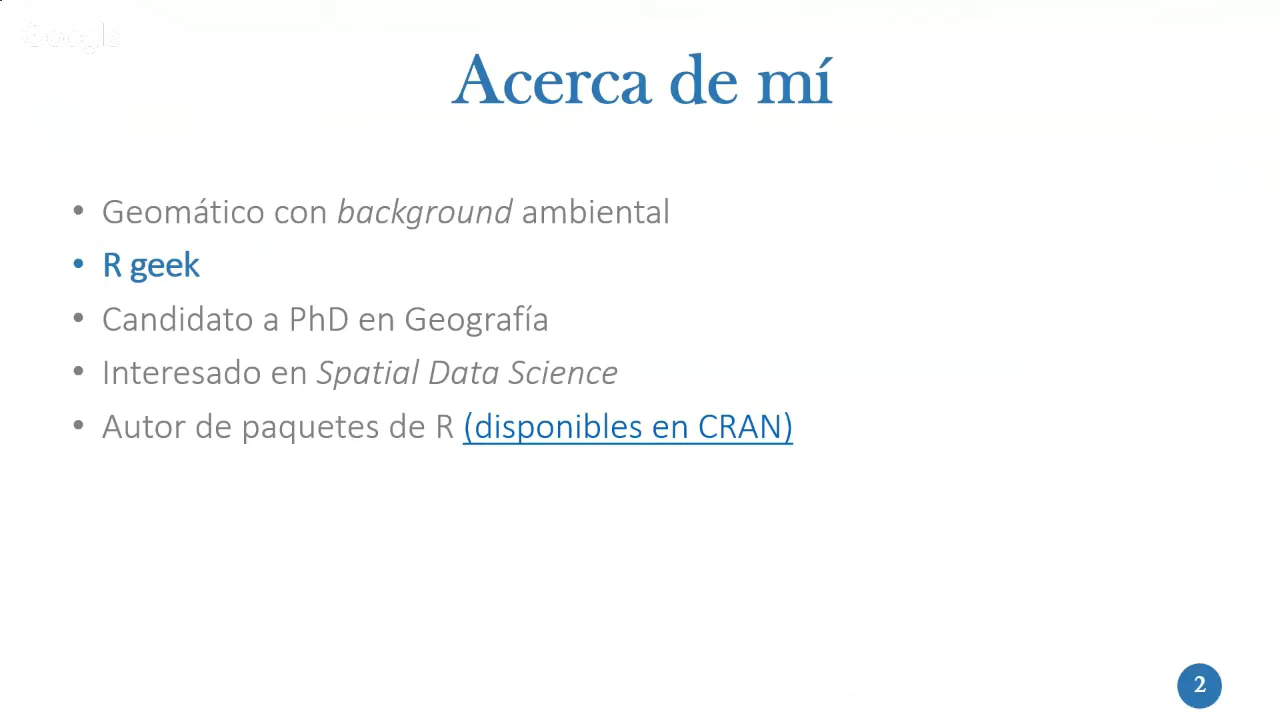 Google
Acerca de mí
• Geomático con background ambiental
• R geek
• Candidato a PhD en Geografía
• Interesado en Spatial Data Science
• Autor de paquetes de R (disponibles en CRAN)
2